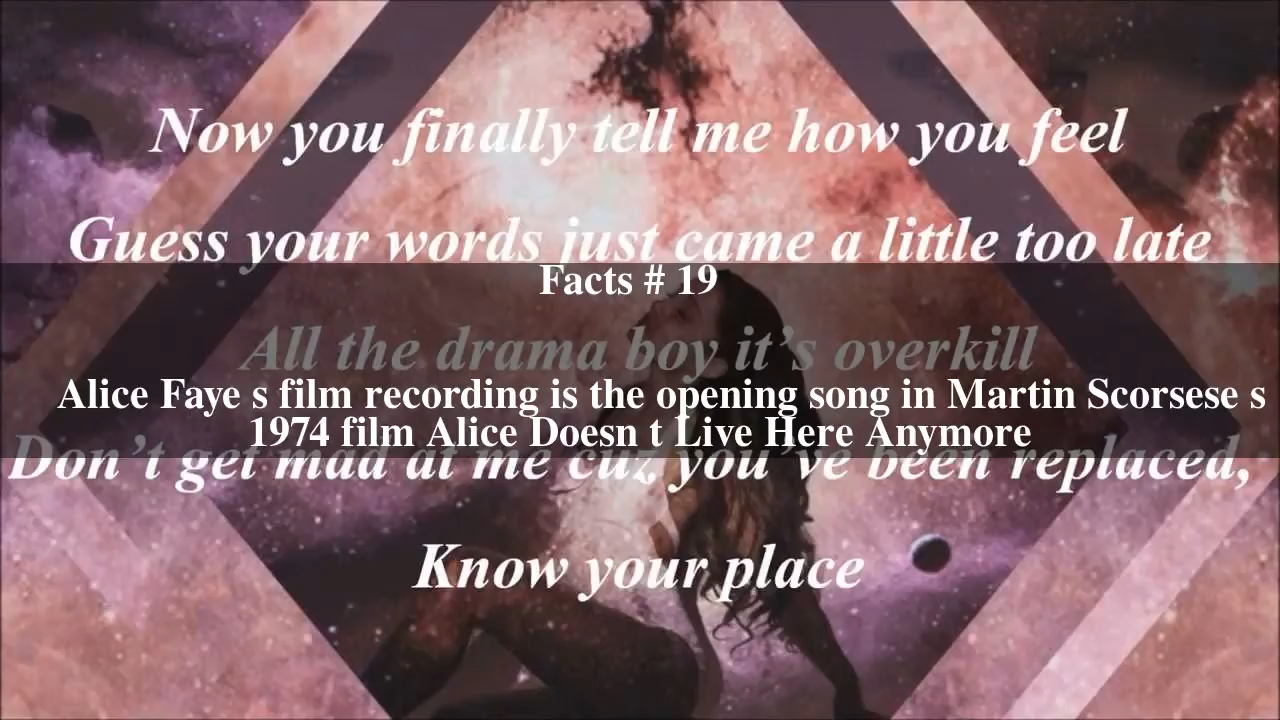 Now you finally tell me how you feel
Guess your words just came a little too late
Facts # 19
All the drama boy it's overkill
Alice Faye s film recording is the opening song in Martin Scorsese s
1974 film Alice Doesn t Live Here Anymore
Don't get mad at me cuz you've been replaced,
Know your place